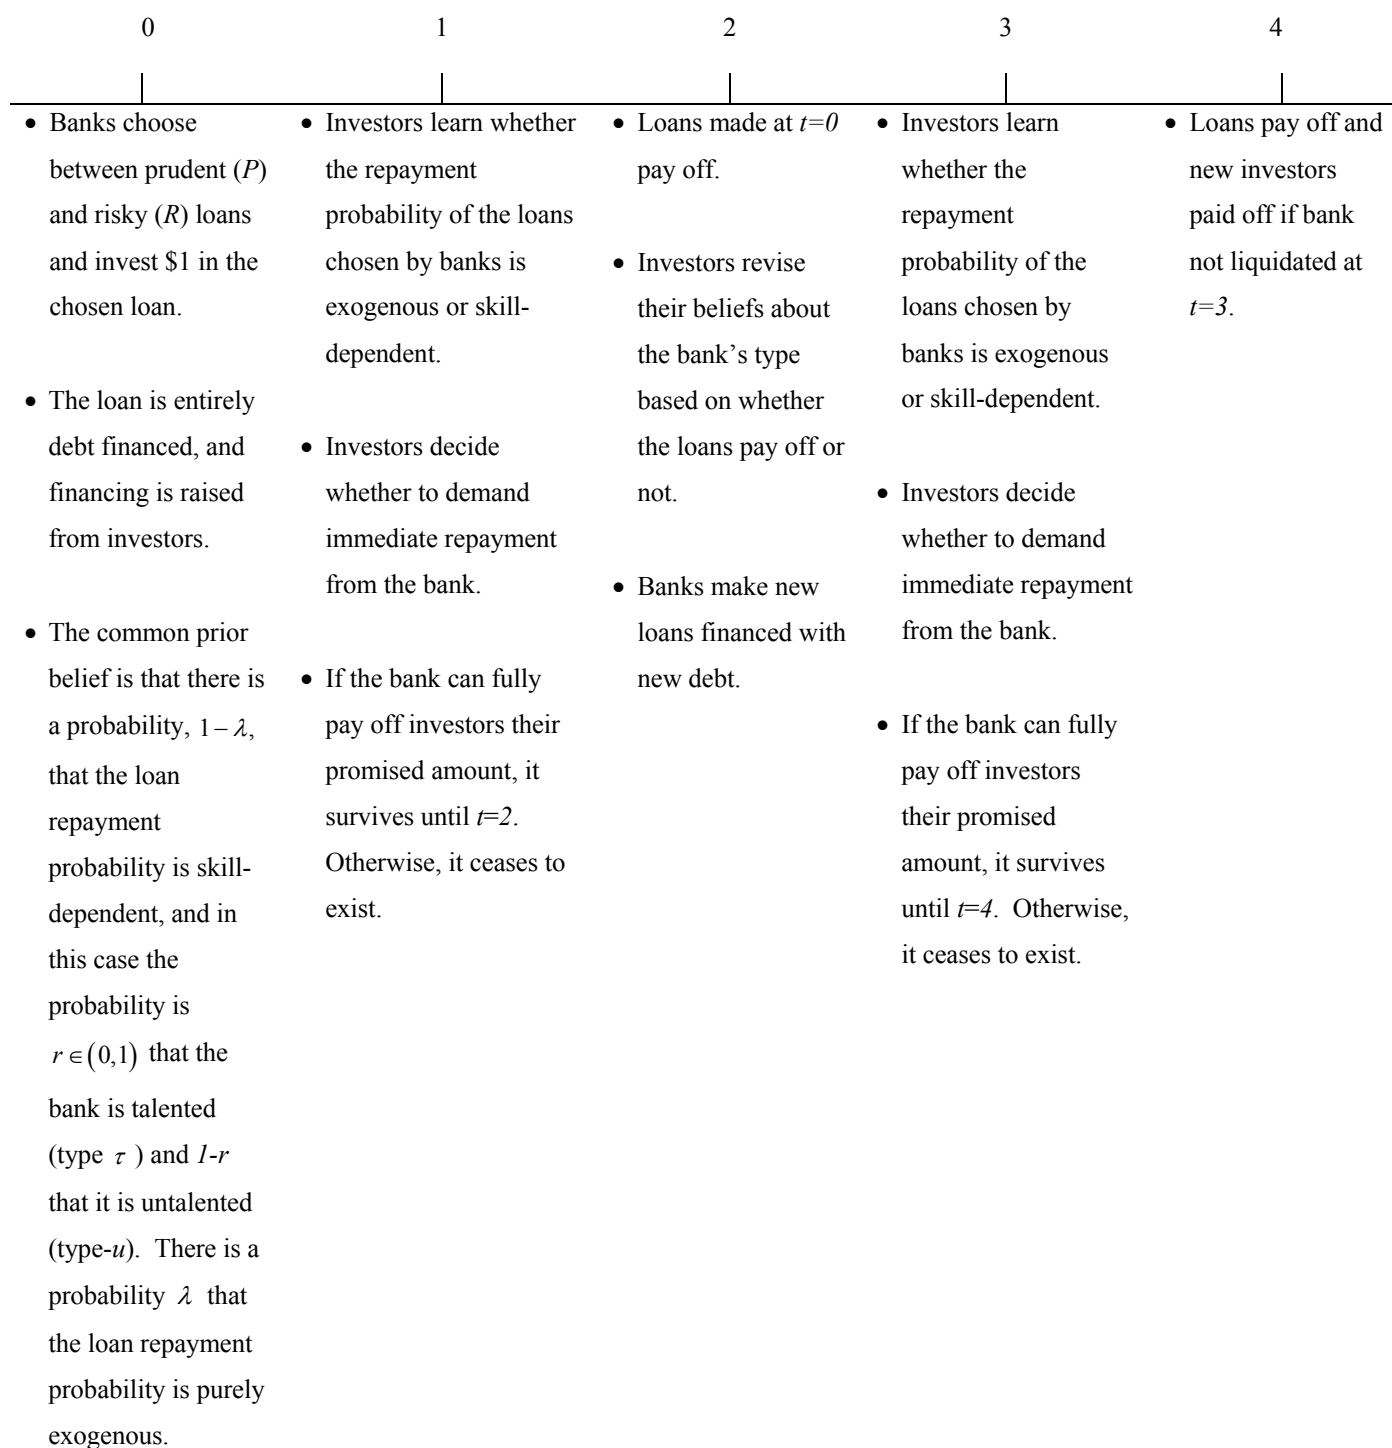 0 1 2 3 4
• Banks choose
between prudent (P)
and risky (R) loans
and invest $1 in the
chosen loan.
• The loan is entirely
debt financed, and
financing is raised
from investors.
• The common prior
belief is that there is
a probability, 1 − λ,
that the loan
repayment
probability is skill-
dependent, and in
this case the
probability is
r ∈ (0,1) that the
bank is talented
(type τ ) and 1-r
that it is untalented
(type-u). There is a
probability λ that
the loan repayment
probability is purely
exogenous.
• Investors learn whether
the repayment
probability of the loans
chosen by banks is
exogenous or skill-
dependent.
• Investors decide
whether to demand
immediate repayment
from the bank.
• If the bank can fully
pay off investors their
promised amount, it
survives until t=2.
Otherwise, it ceases to
exist.
• Loans made at t=0
pay off.
• Investors revise
their beliefs about
the bank's type
based on whether
the loans pay off or
not.
• Banks make new
loans financed with
new debt.
• Investors learn
whether the
repayment
probability of the
loans chosen by
banks is exogenous
or skill-dependent.
• Investors decide
whether to demand
immediate repayment
from the bank.
• If the bank can fully
pay off investors
their promised
amount, it survives
until t=4. Otherwise,
it ceases to exist.
• Loans pay off and
new investors
paid off if bank
not liquidated at
t=3.